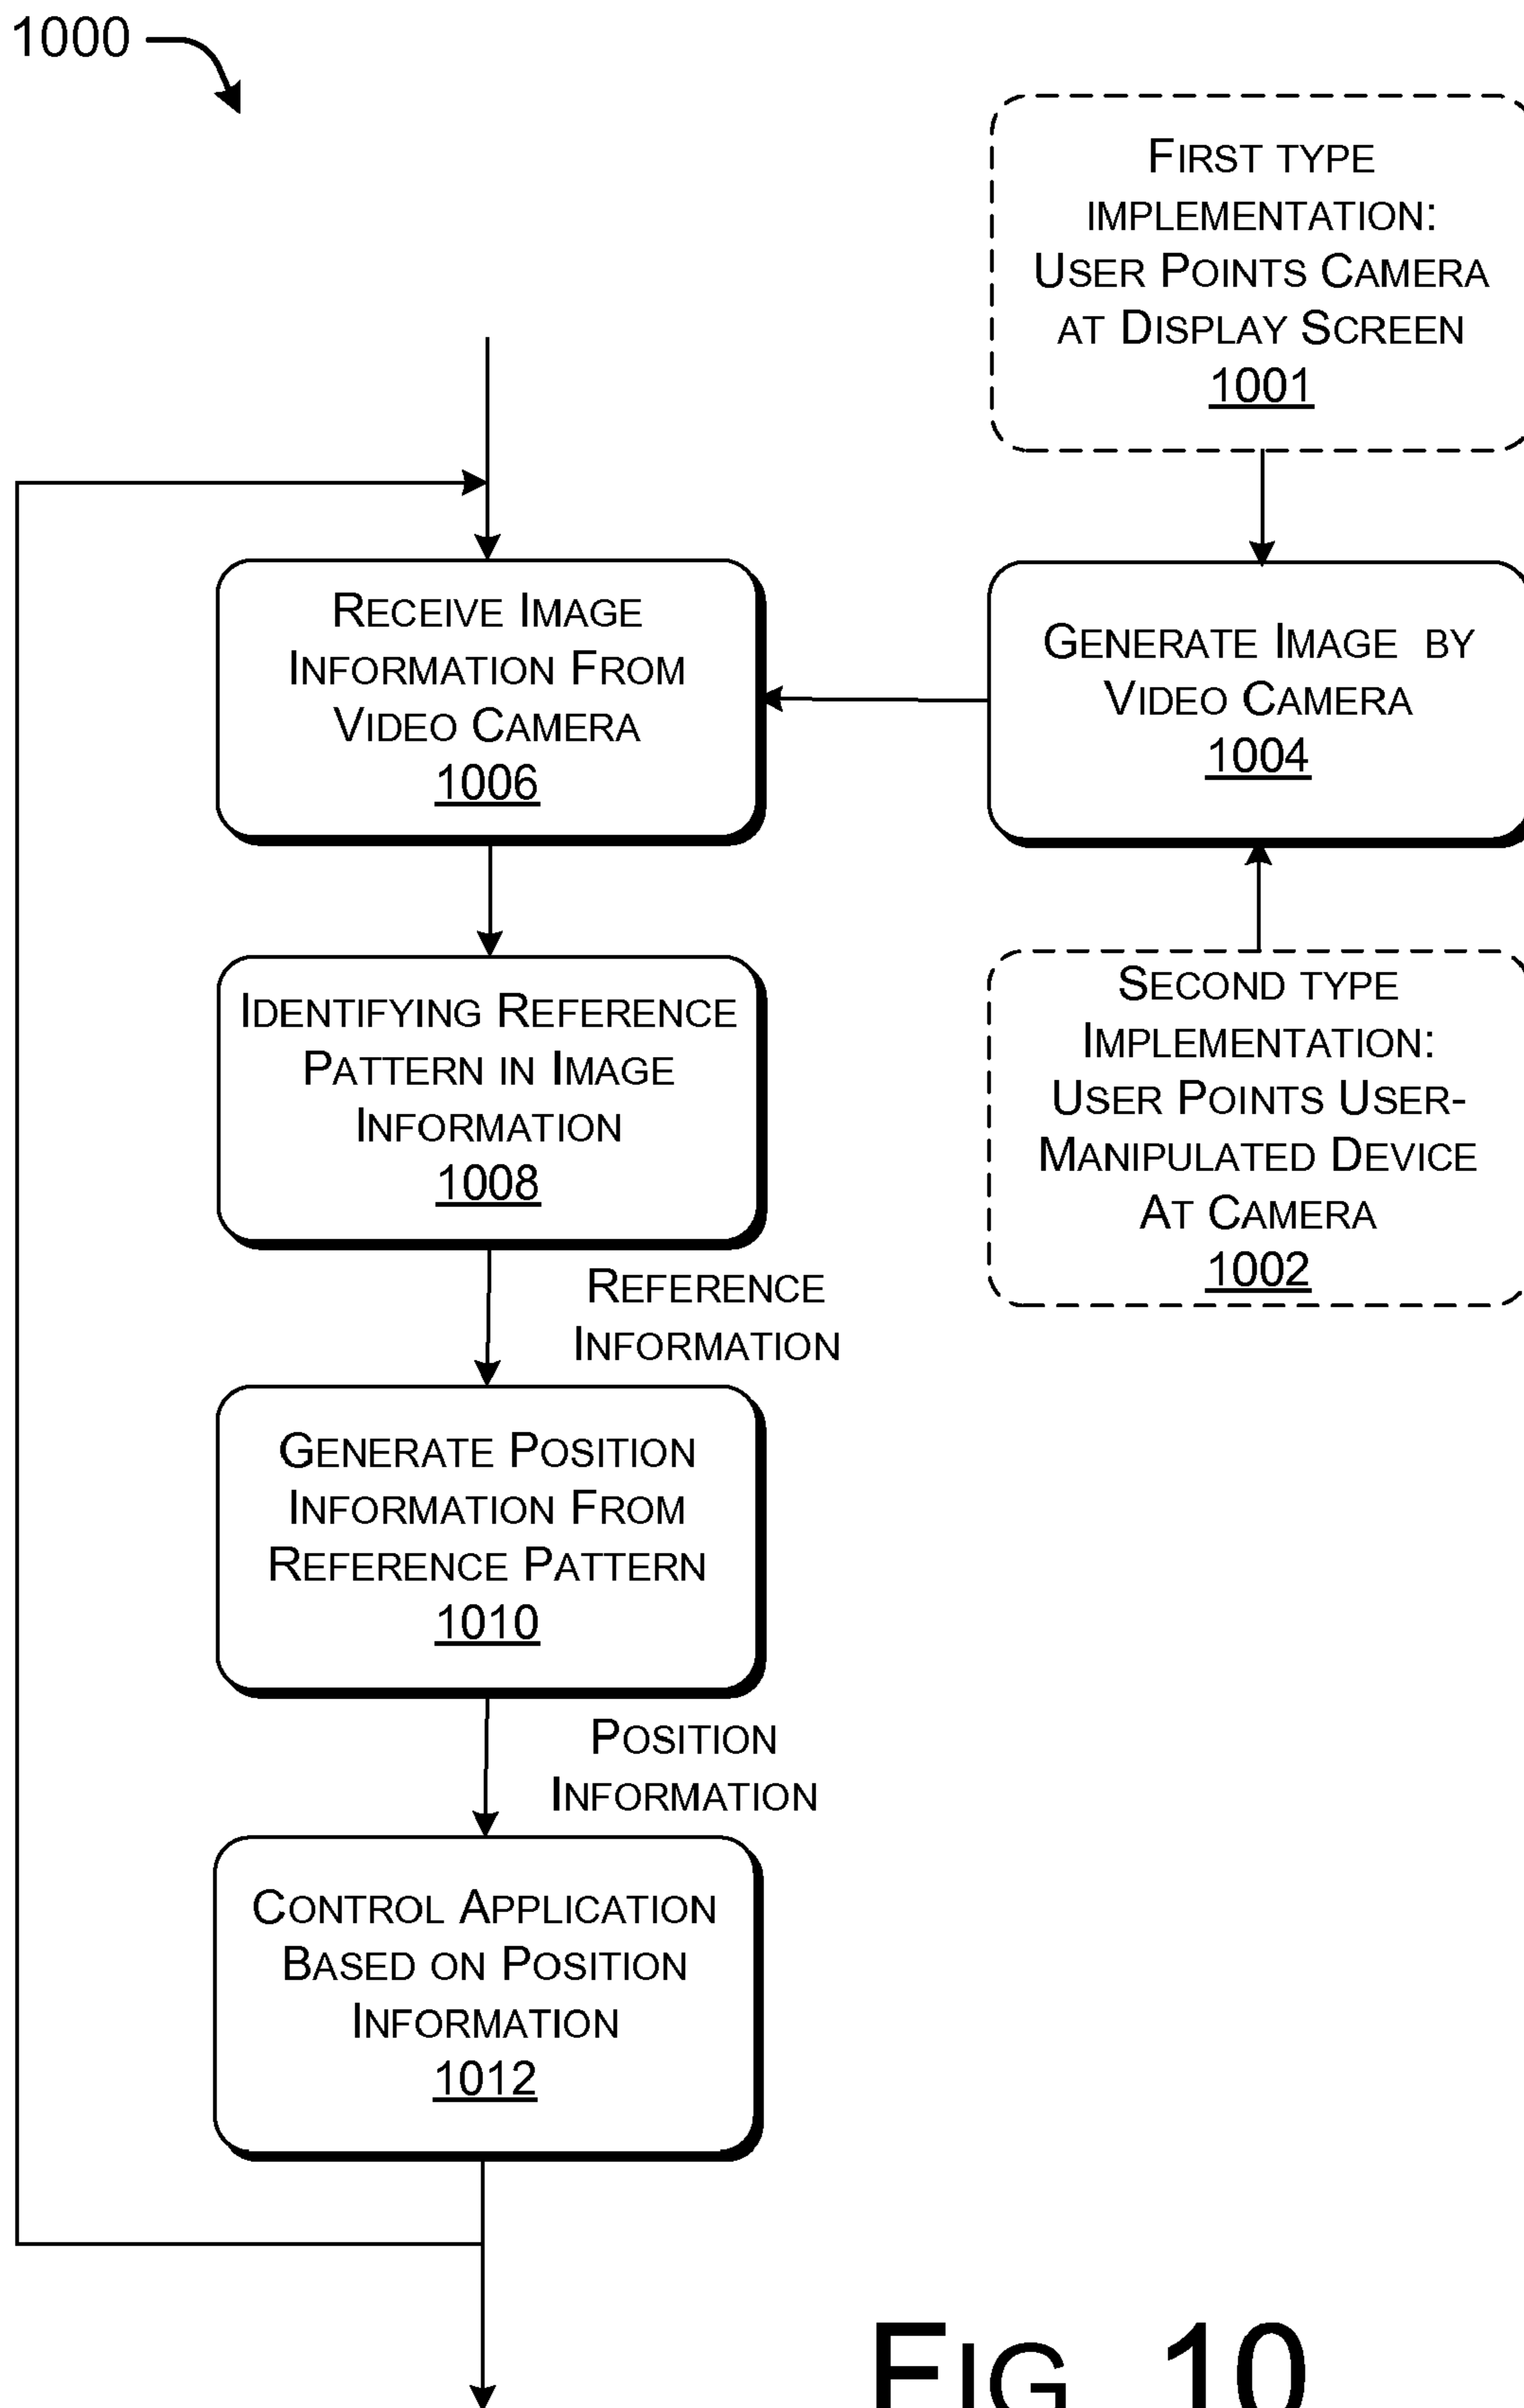 1000
FIRST TYPE
IMPLEMENTATION:
USER POINTS CAMERA
AT DISPLAY SCREEN
1001
RECEIVE IMAGE
INFORMATION FROM
VIDEO CAMERA
1006
GENERATE IMAGE BY
VIDEO CAMERA
1004
IDENTIFYING REFERENCE
PATTERN IN IMAGE
INFORMATION
1008
SECOND TYPE
IMPLEMENTATION:
USER POINTS USER-
MANIPULATED DEVICE
AT CAMERA
1002
REFERENCE
INFORMATION
GENERATE POSITION
INFORMATION FROM
REFERENCE PATTERN
1010
POSITION
INFORMATION
CONTROL APPLICATION
BASED ON POSITION
INFORMATION
1012
FIG. 10